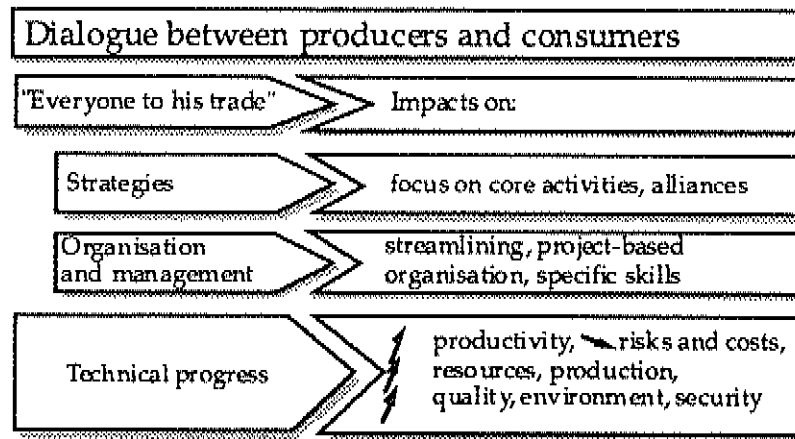 Dialogue between producers and consumers
"Everyone to his trade"
Impacts on:
Strategies
focus on core activities, alliances
Organisation
and management
streamlining, project-based
organisation, specific skills
Technical progress
productivity, risks and costs,
resources, production,
quality, environment, security